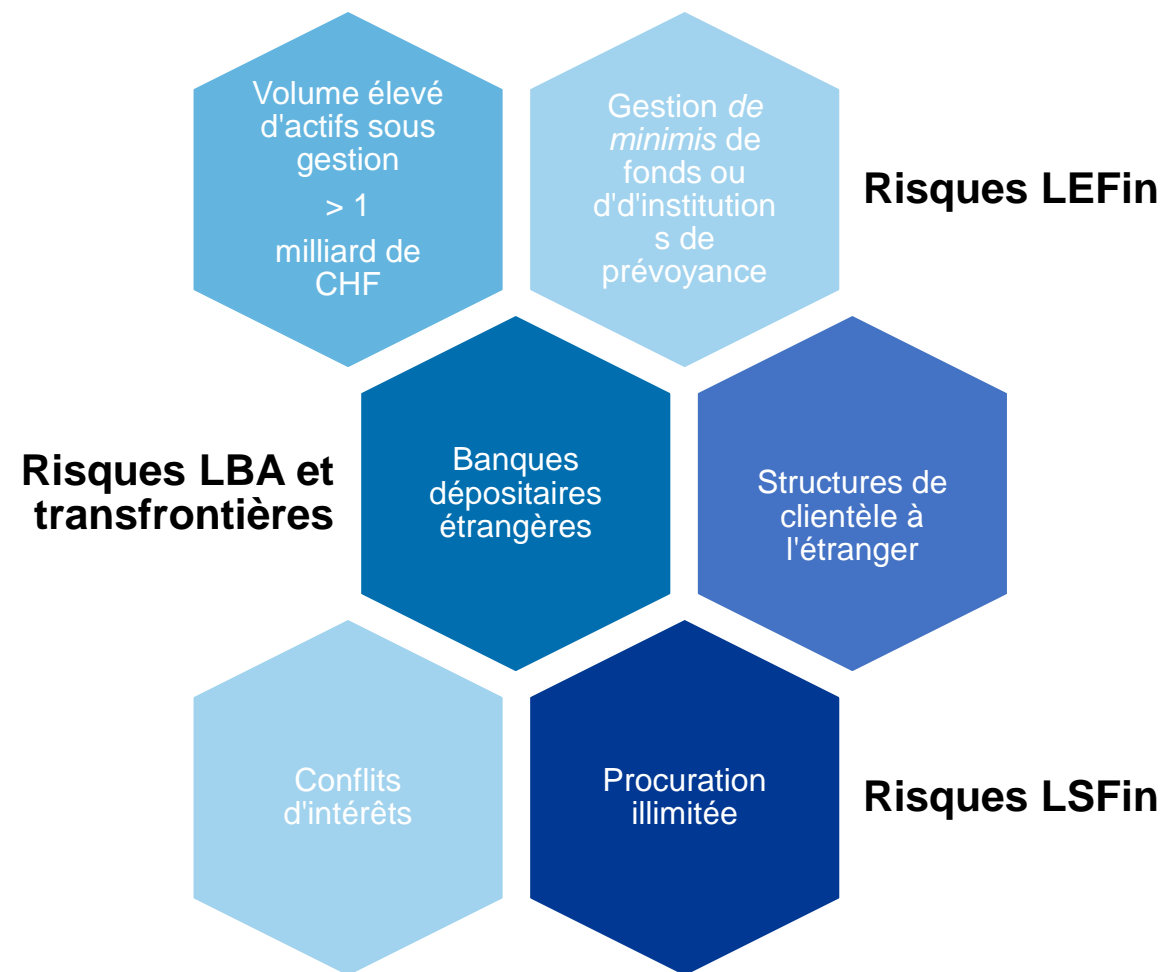 Volume élevé
d'actifs sous
gestion
> 1
milliard de
CHF
Gestion de
minimis de
fonds ou
d'd'institution
s de
prévoyance
Risques LEFin
Risques LBA et
transfrontières
Banques
dépositaires
étrangères
Structures de
clientèle à
l'étranger
Conflits
d'intérêts
Procuration
illimitée
Risques LSFin